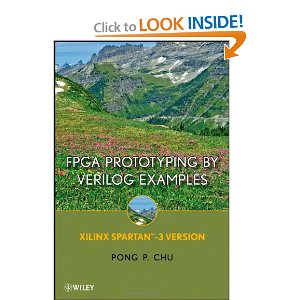 Click to LOOK INSIDE!
FPGA PROTOTYPING BY
VERILOG EXAMPLES
XILINX SPARTAN™-3 VERSION
PONG P. CHU
WILEY